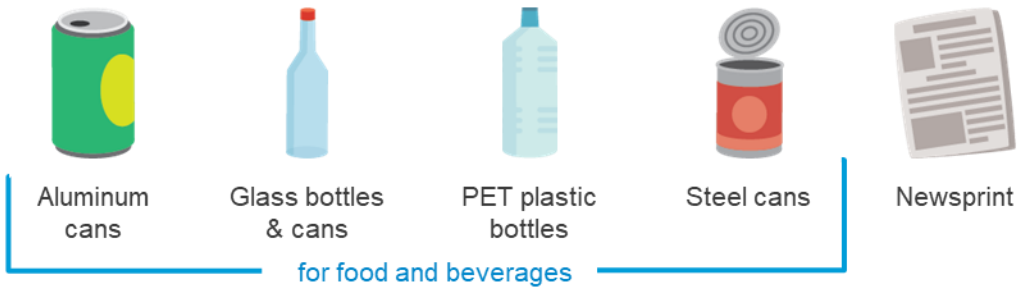 Aluminum
cans
Glass bottles
& cans
PET plastic
bottles
Steel cans
Newsprint
for food and beverages